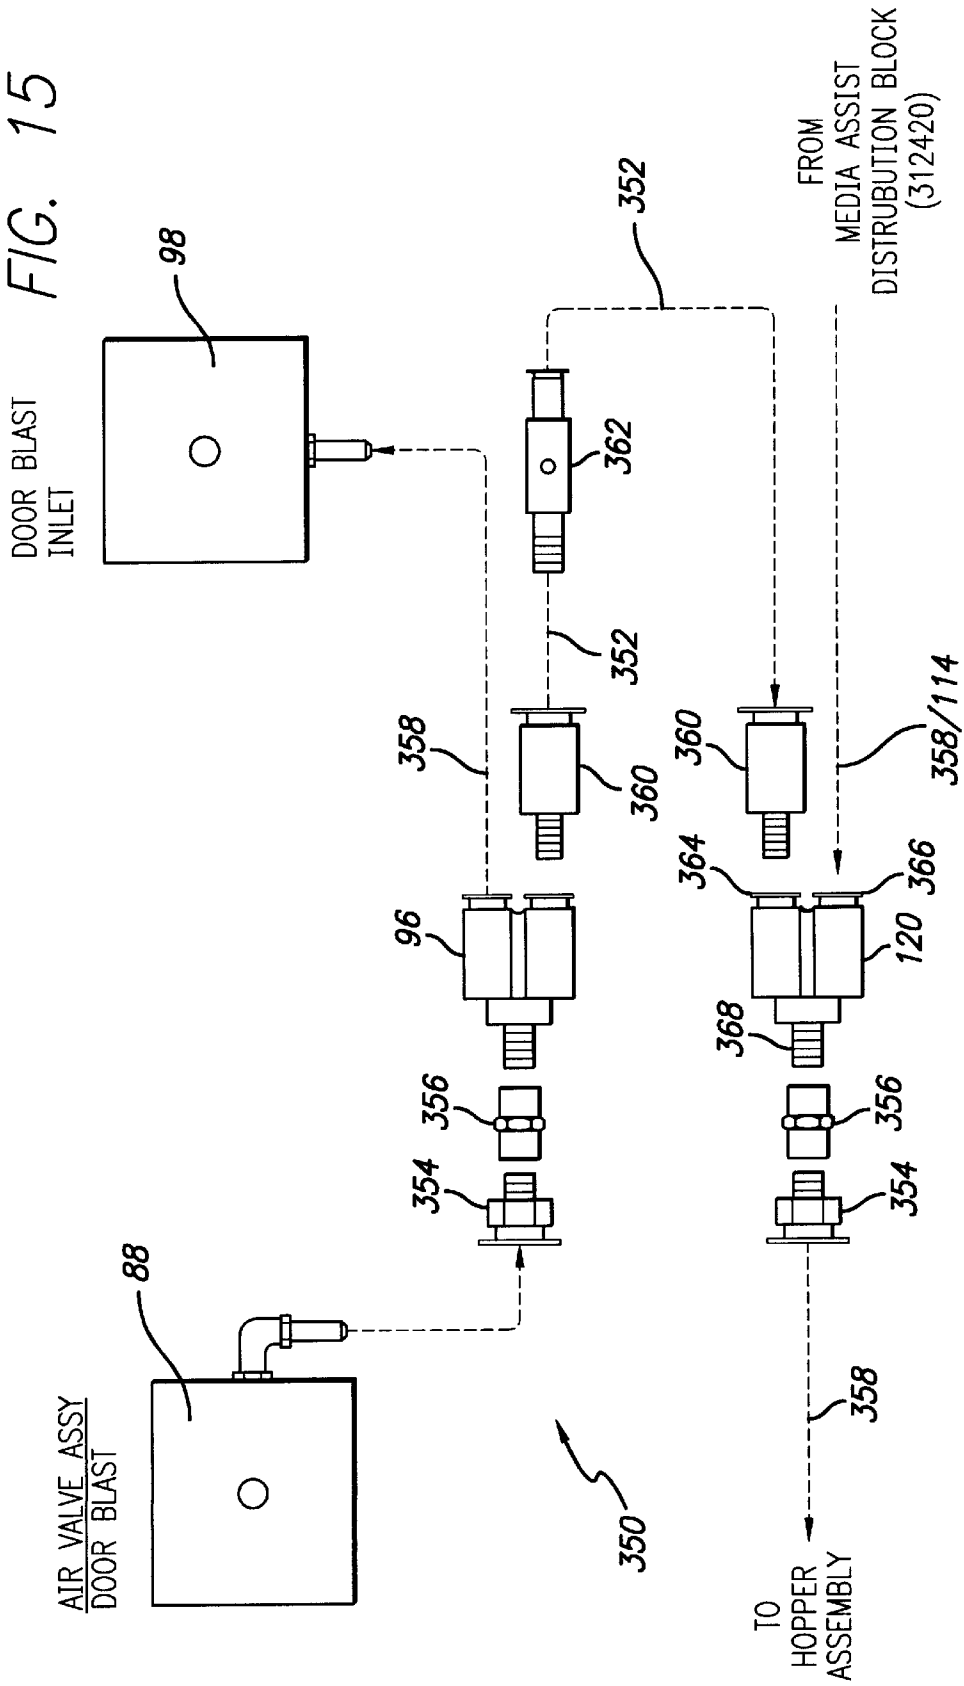 FIG. 15
AIR VALVE ASSY
DOOR BLAST
88
DOOR BLAST
INLET
98
354
356
96
358
360
352
362
352
350
TO
HOPPER
ASSEMBLY
358
354
356
368
120
364
366
360
358/114
FROM
MEDIA ASSIST
DISTRUBUTION BLOCK
(312420)